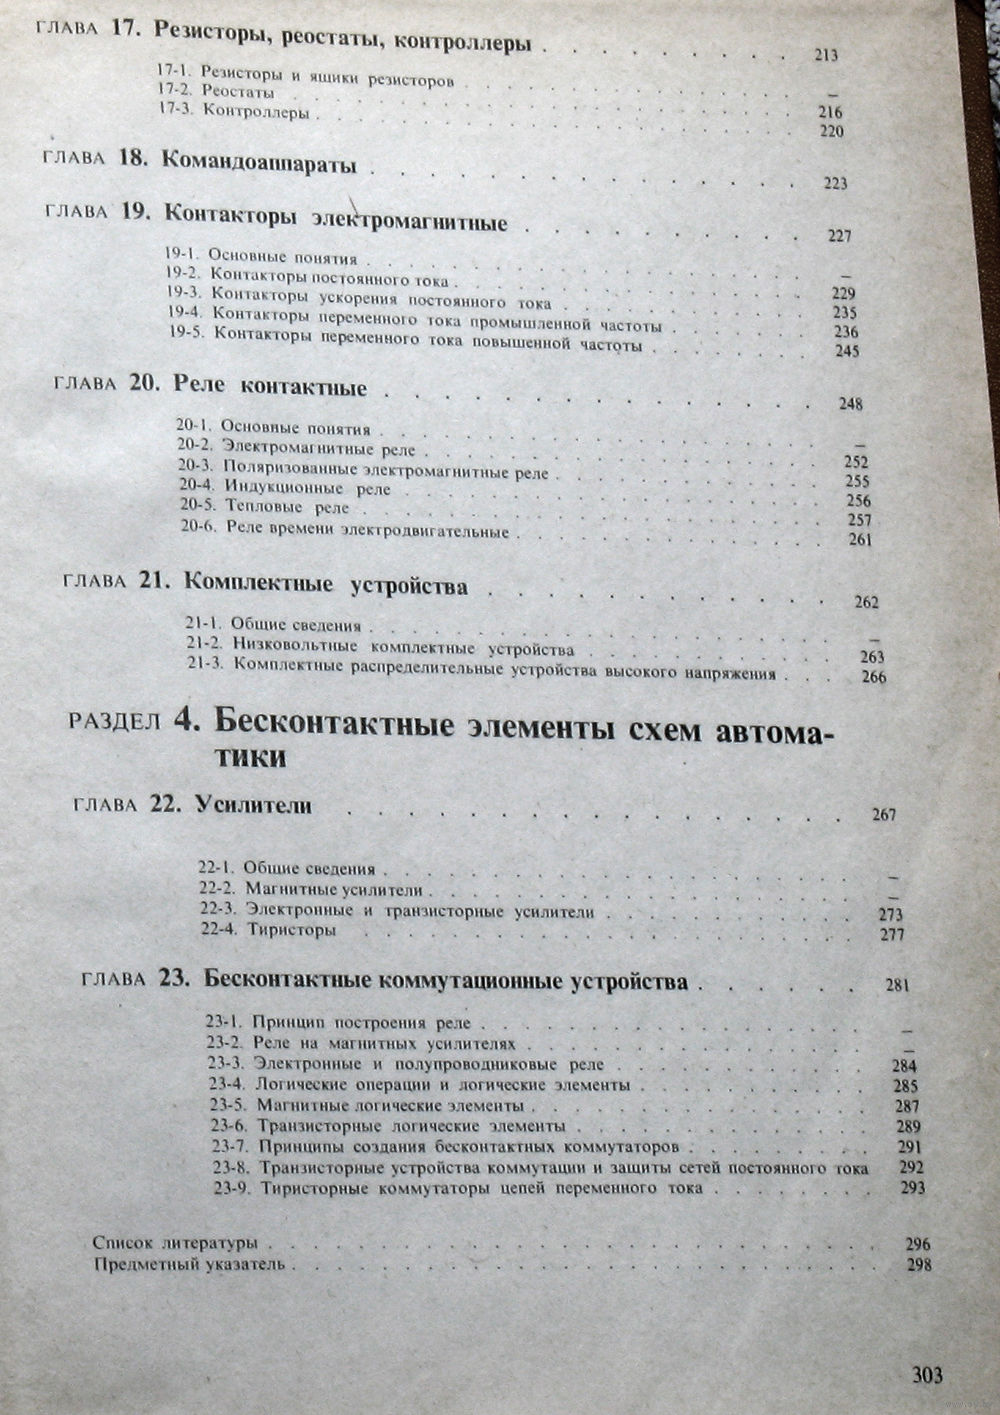 ГЛАВА 17. Резисторы, реостаты, контроллеры . . . . . . . . 213
17-1. Резисторы и ящики резисторов . . . . . . . . –
17-2. Реостаты . . . . . . . . 216
17-3. Контроллеры . . . . . . . . 220
ГЛАВА 18. Командоаппараты . . . . . . . . 223
ГЛАВА 19. Контакторы электромагнитные . . . . . . . . 227
19-1. Основные понятия . . . . . . . . –
19-2. Контакторы постоянного тока . . . . . . . . 229
19-3. Контакторы ускорения постоянного тока . . . . . . . . 235
19-4. Контакторы переменного тока промышленной частоты . . . . . . . . 236
19-5. Контакторы переменного тока повышенной частоты . . . . . . . . 245
ГЛАВА 20. Реле контактные . . . . . . . . 248
20-1. Основные понятия . . . . . . . . –
20-2. Электромагнитные реле . . . . . . . . 252
20-3. Поляризованные электромагнитные реле . . . . . . . . 255
20-4. Индукционные реле . . . . . . . . 256
20-5. Тепловые реле . . . . . . . . 257
20-6. Реле времени электродвигательные . . . . . . . . 261
ГЛАВА 21. Комплектные устройства . . . . . . . . 262
21-1. Общие сведения . . . . . . . . –
21-2. Низковольтные комплектные устройства . . . . . . . . 263
21-3. Комплектные распределительные устройства высокого напряжения . . . 266
РАЗДЕЛ 4. Бесконтактные элементы схем автома-
тики
ГЛАВА 22. Усилители . . . . . . . . 267
22-1. Общие сведения . . . . . . . . –
22-2. Магнитные усилители . . . . . . . . –
22-3. Электронные и транзисторные усилители . . . . . . . . 273
22-4. Тиристоры . . . . . . . . 277
ГЛАВА 23. Бесконтактные коммутационные устройства . . . . . . 281
23-1. Принцип построения реле . . . . . . . . –
23-2. Реле на магнитных усилителях . . . . . . . . –
23-3. Электронные и полупроводниковые реле . . . . . . . . 284
23-4. Логические операции и логические элементы . . . . . . . . 285
23-5. Магнитные логические элементы . . . . . . . . 287
23-6. Транзисторные логические элементы . . . . . . . . 289
23-7. Принципы создания бесконтактных коммутаторов . . . . . . . . 291
23-8. Транзисторные устройства коммутации и защиты сетей постоянного тока 292
23-9. Тиристорные коммутаторы цепей переменного тока . . . . . . . . 293
Список литературы . . . . . . . . 296
Предметный указатель . . . . . . . . 298
303